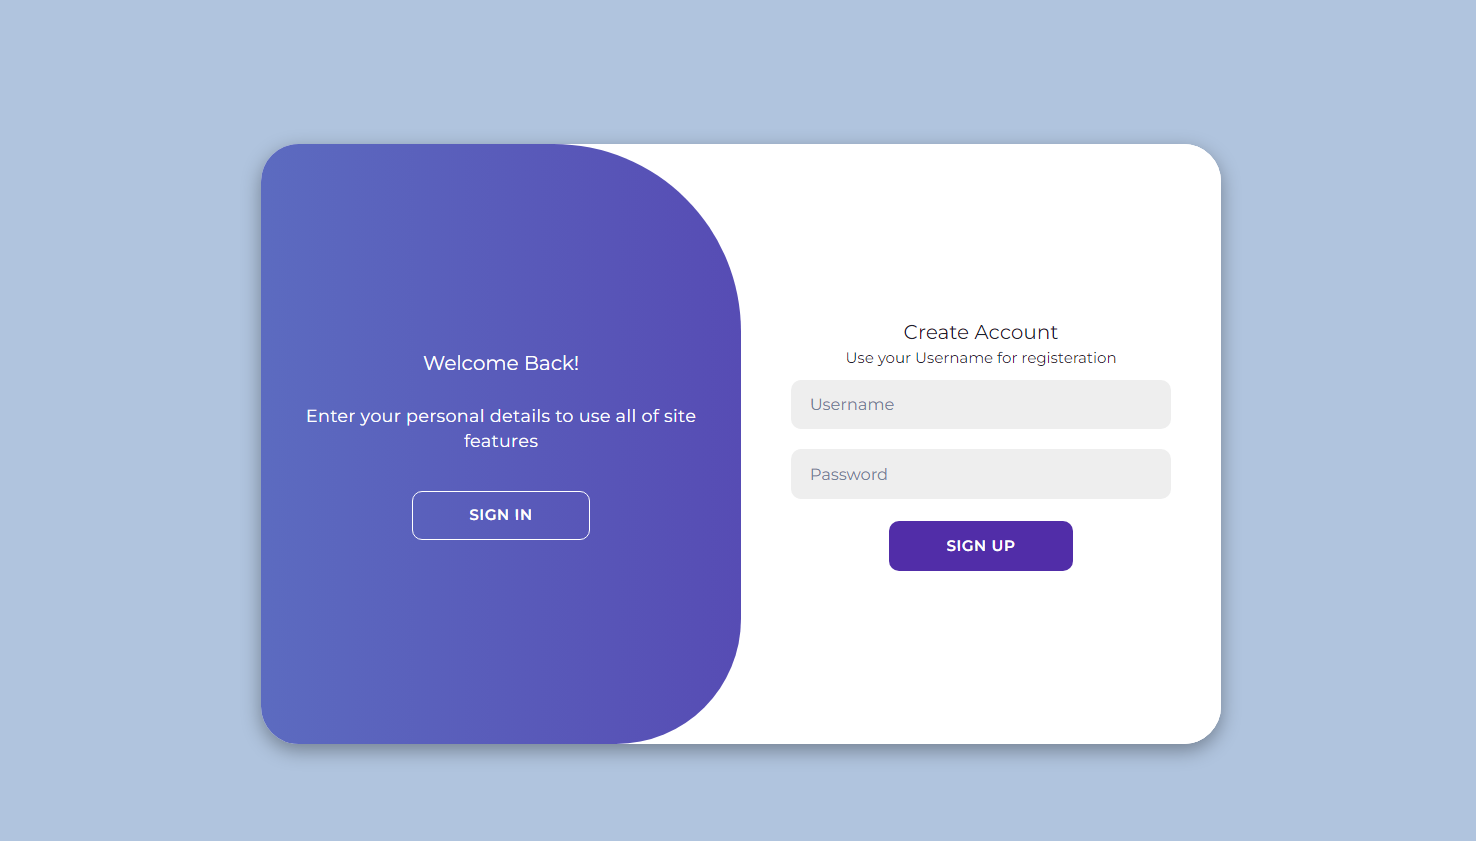 Welcome Back!
Enter your personal details to use all of site
features
SIGN IN
Create Account
Use your Username for registeration
Username
Password
SIGN UP